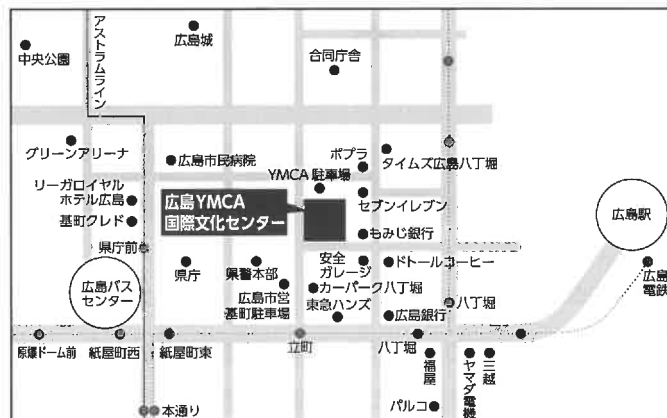 アストラムライン
広島城
中央公園
合同庁舎
グリーンアリーナ
広島市民病院
ポプラ
タイムズ広島八丁堀
YMCA 駐車場
リーガロイヤル
ホテル広島
基町クレド
広島YMCA
国際文化センター
セブンイレブン
もみじ銀行
広島駅
県庁前
県庁
県警本部
安全
ガレージ
カーパーク八丁堀
ドトールコーヒー
広島バス
センター
広島市営
基町駐車場
東急ハンズ
広島銀行
八丁堀
広島
電鉄
原爆ドーム前
紙屋町西
紙屋町東
立町
八丁堀
福屋
ヤマダ電機
三越
パルコ
本通り